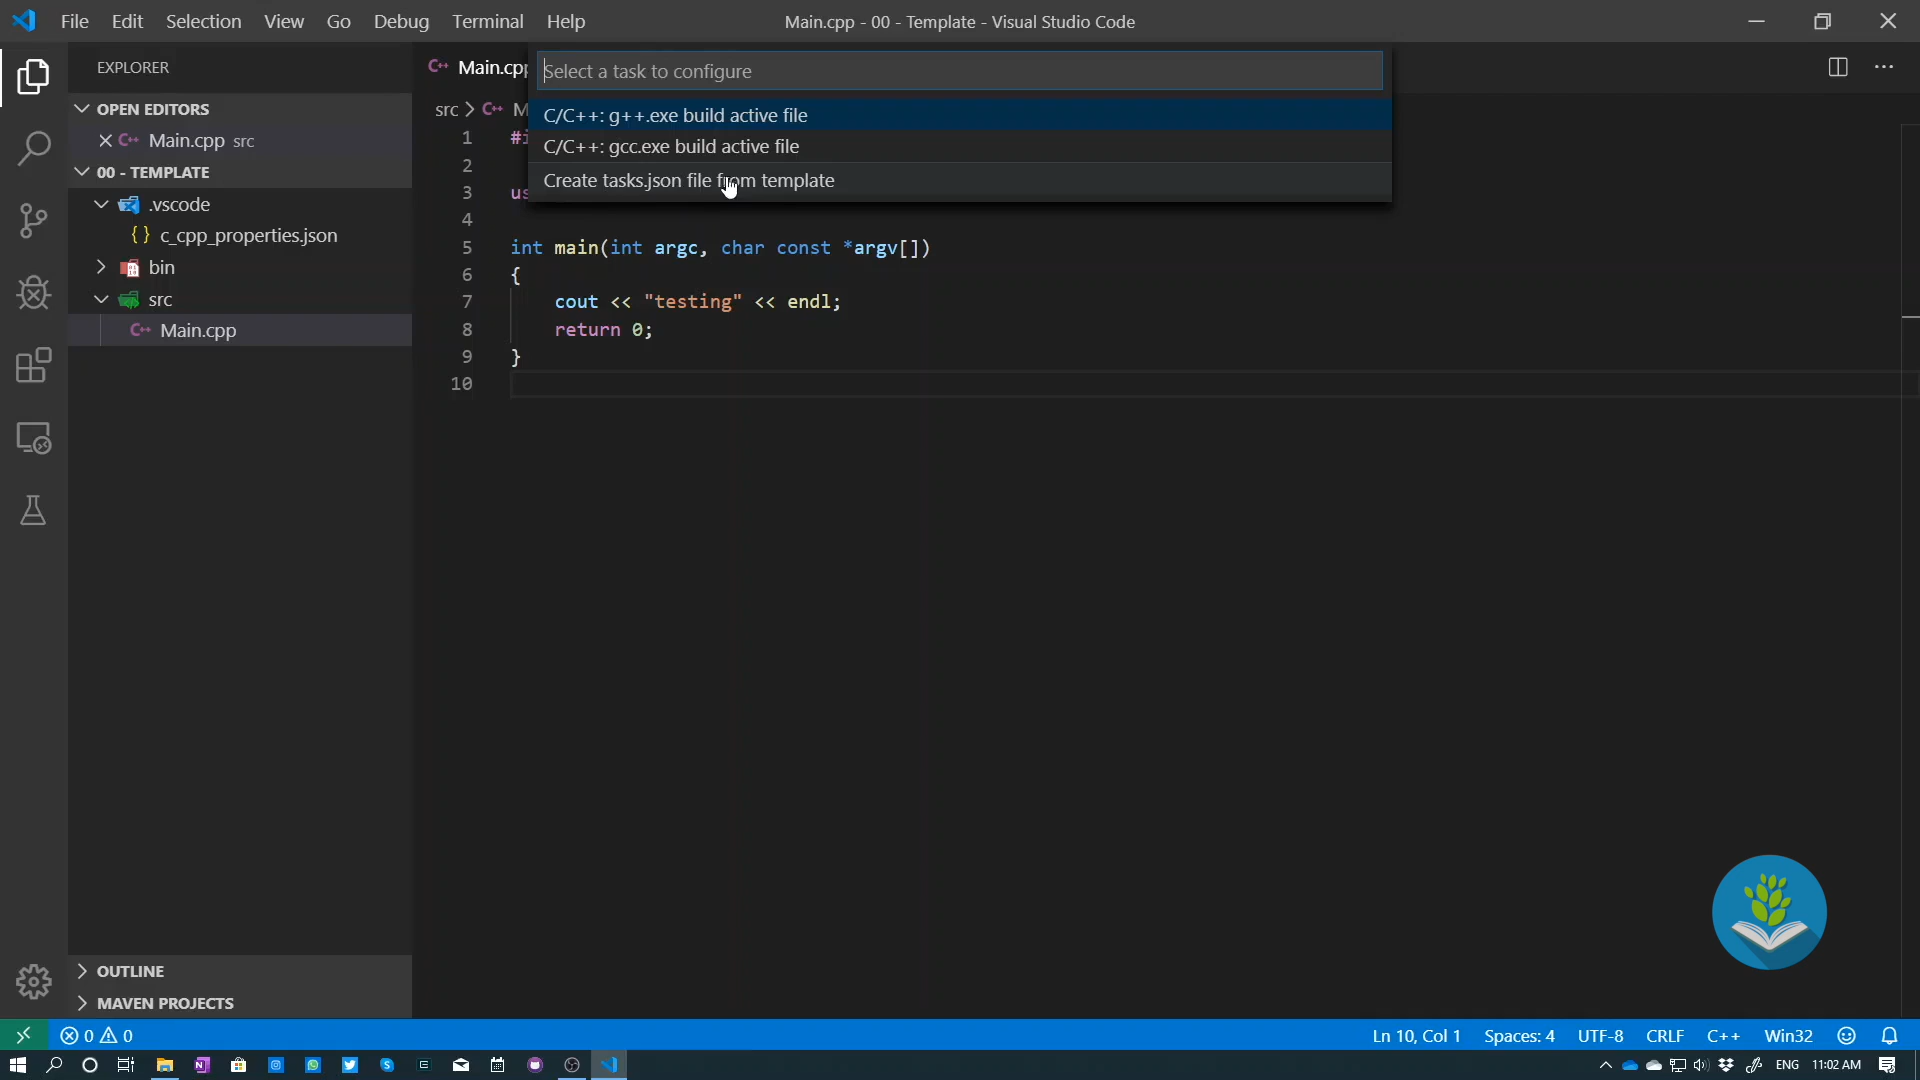 File Edit Selection View Go Debug Terminal Help
Main.cpp - 00 - Template - Visual Studio Code
EXPLORER
OPEN EDITORS
Main.cpp src
00 - TEMPLATE
.vscode
{ } c_cpp_properties.json
bin
src
C++ Main.cpp
OUTLINE
MAVEN PROJECTS
C++ Main.cpp
Select a task to configure
C/C++: g++.exe build active file
C/C++: gcc.exe build active file
Create tasks.json file from template
src > C++ M
1 #i
2
3 us
4
5 int main(int argc, char const *argv[])
6 {
7 cout << "testing" << endl;
8 return 0;
9 }
10
0 0
Ln 10, Col 1 Spaces: 4 UTF-8 CRLF C++ Win32
ENG 11:02 AM